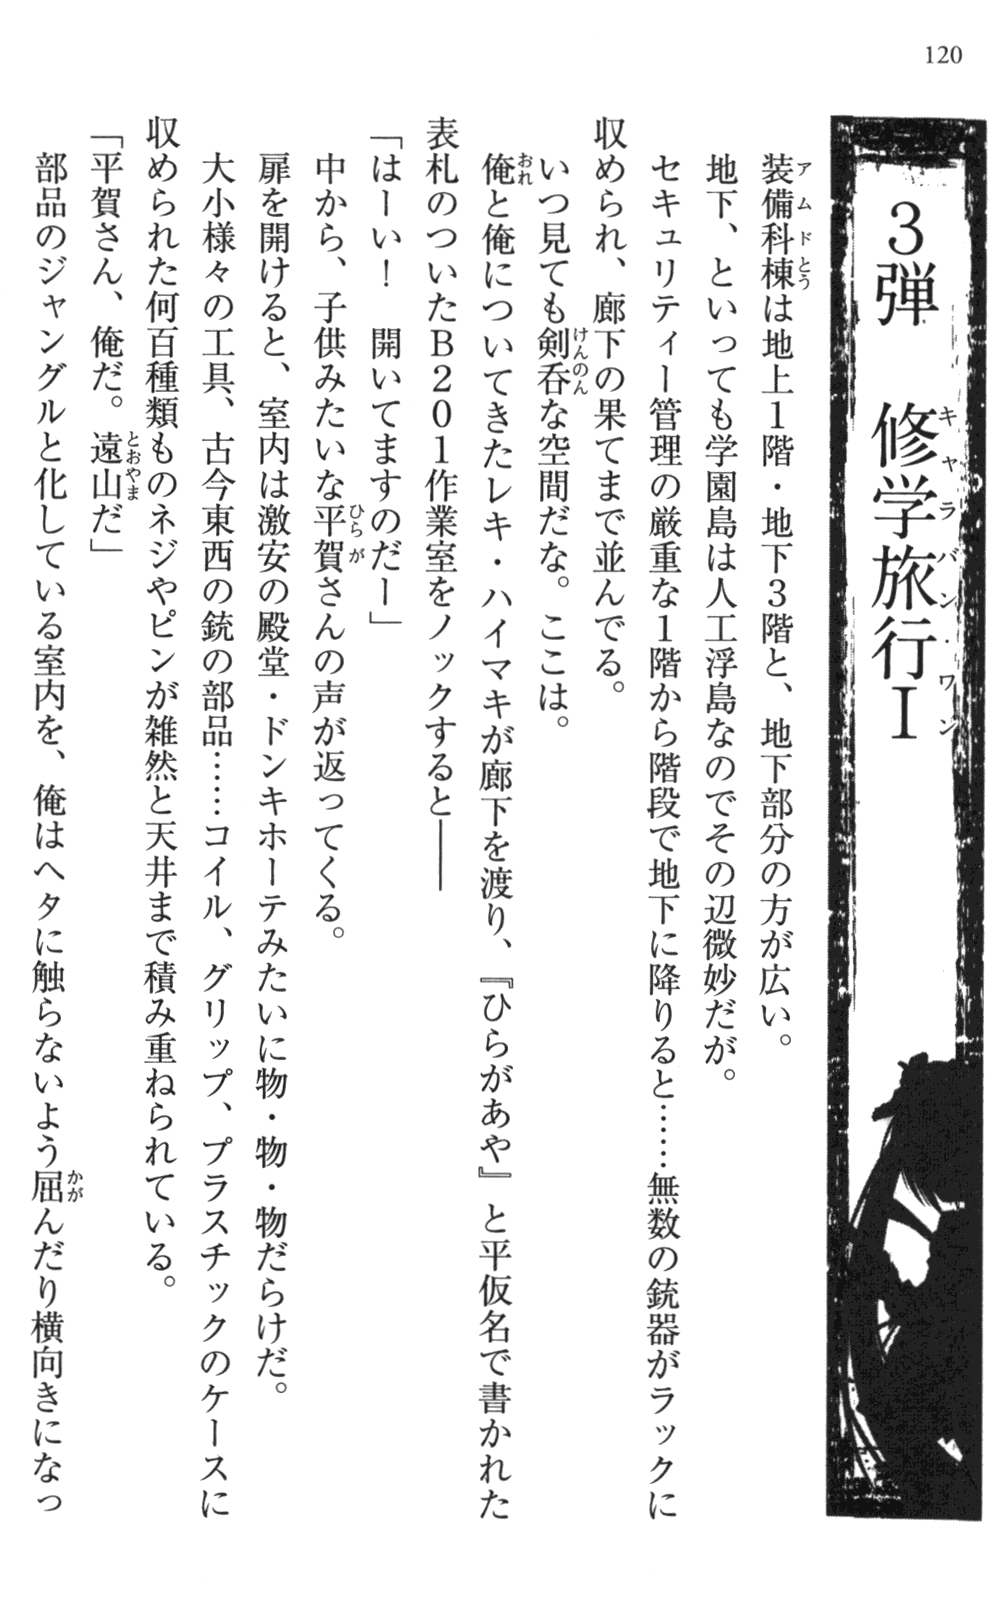 120
3弾　修学旅行Ⅰ
キャラバン・ワン
装備科棟は地上1階・地下3階と、地下部分の方が広い。
アムドとう
地下、といっても学園島は人工浮島なのでその辺微妙だが。
セキュリティー管理の厳重な1階から階段で地下に降りると……無数の銃器がラックに
収められ、廊下の果てまで並んでる。
いつ見ても剣呑な空間だな。ここは。
けんのん
俺と俺についてきたレキ・ハイマキが廊下を渡り、『ひらがあや』と平仮名で書かれた
おれ
表札のついたB201作業室をノックすると――
「はーい！　開いてますのだー」
中から、子供みたいな平賀さんの声が返ってくる。
ひらが
扉を開けると、室内は激安の殿堂・ドンキホーテみたいに物・物・物だらけだ。
大小様々の工具、古今東西の銃の部品……コイル、グリップ、プラスチックのケースに
収められた何百種類ものネジやピンが雑然と天井まで積み重ねられている。
「平賀さん、俺だ。遠山だ」
とおやま
部品のジャングルと化している室内を、俺はヘタに触らないよう屈んだり横向きになっ
かが